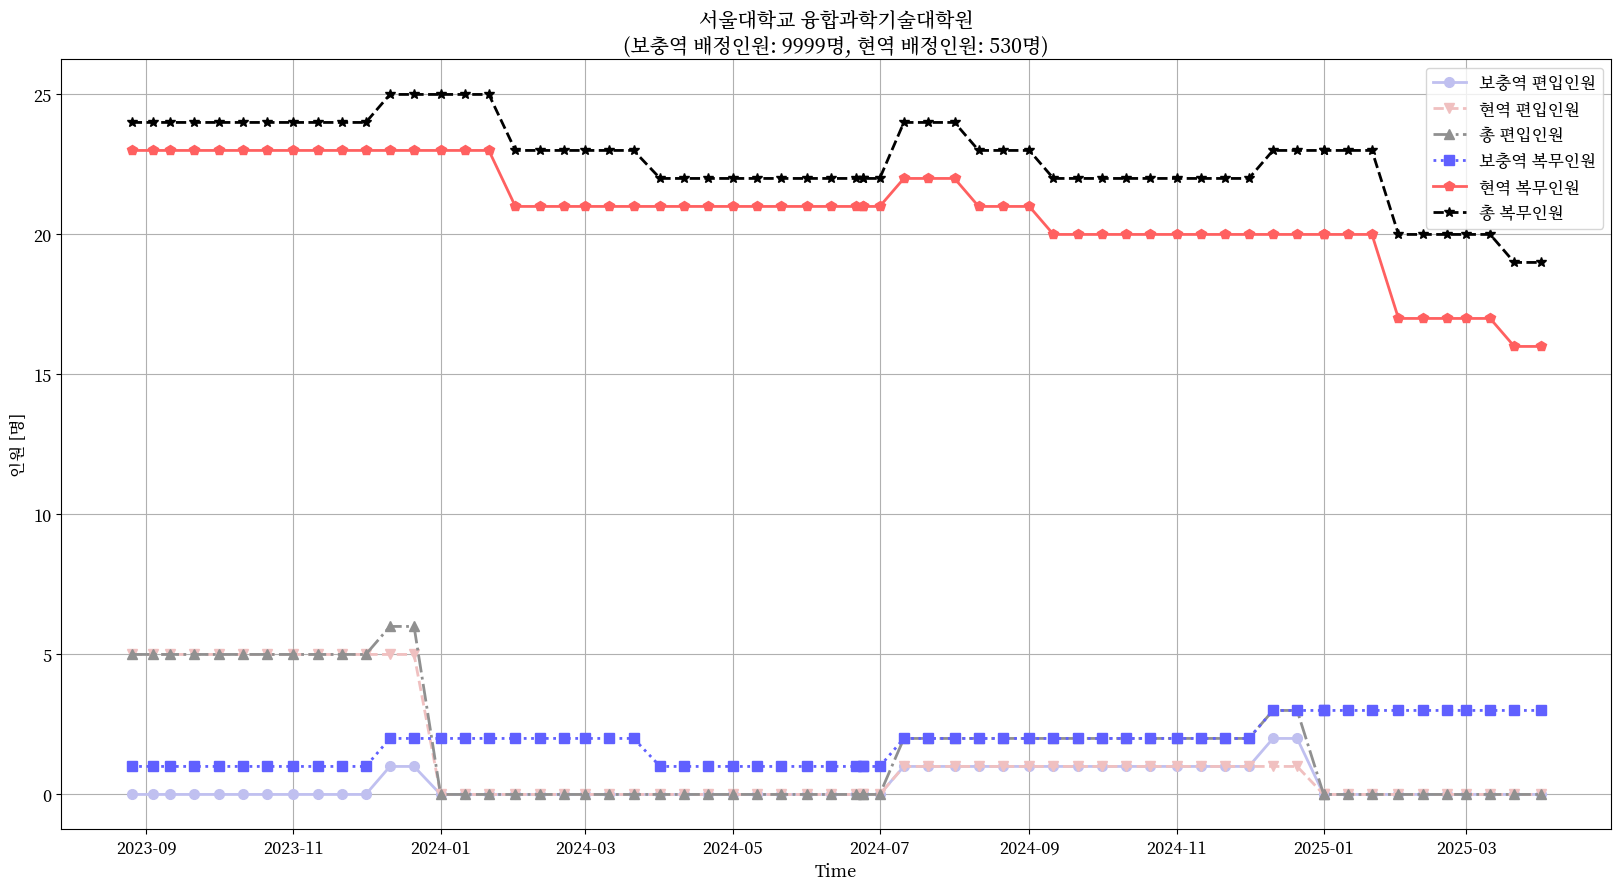 서울대학교 융합과학기술대학원
(보충역 배정인원: 9999명, 현역 배정인원: 530명)
보충역 편입인원
현역 편입인원
총 편입인원
보충역 복무인원
현역 복무인원
총 복무인원
25
20
15
10
5
0
인원 [명]
2023-09 2023-11 2024-01 2024-03 2024-05 2024-07 2024-09 2024-11 2025-01 2025-03
Time